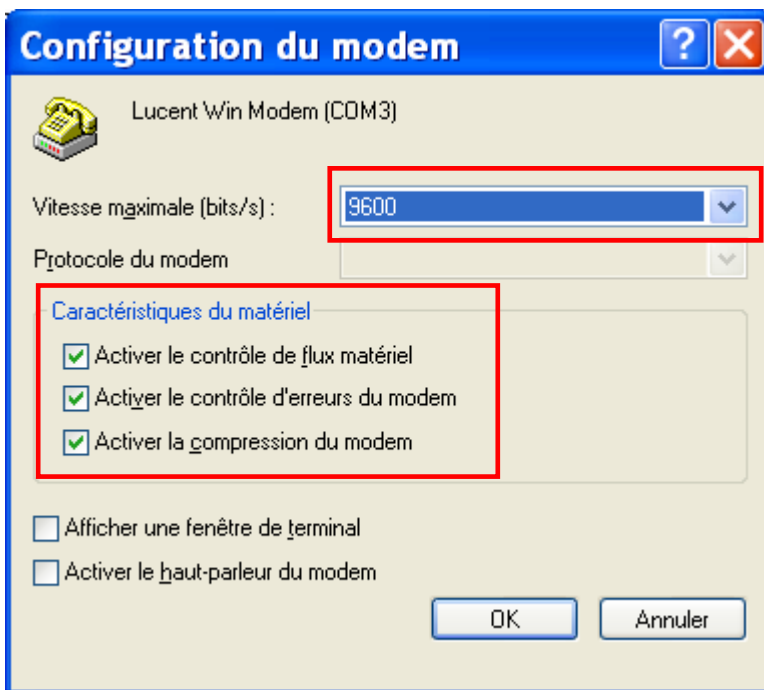 Configuration du modem
Lucent Win Modem (COM3)
Vitesse maximale (bits/s) : 9600
Protocole du modem
Caractéristiques du matériel
Activer le contrôle de flux matériel
Activer le contrôle d'erreurs du modem
Activer la compression du modem
Afficher une fenêtre de terminal
Activer le haut-parleur du modem
OK Annuler